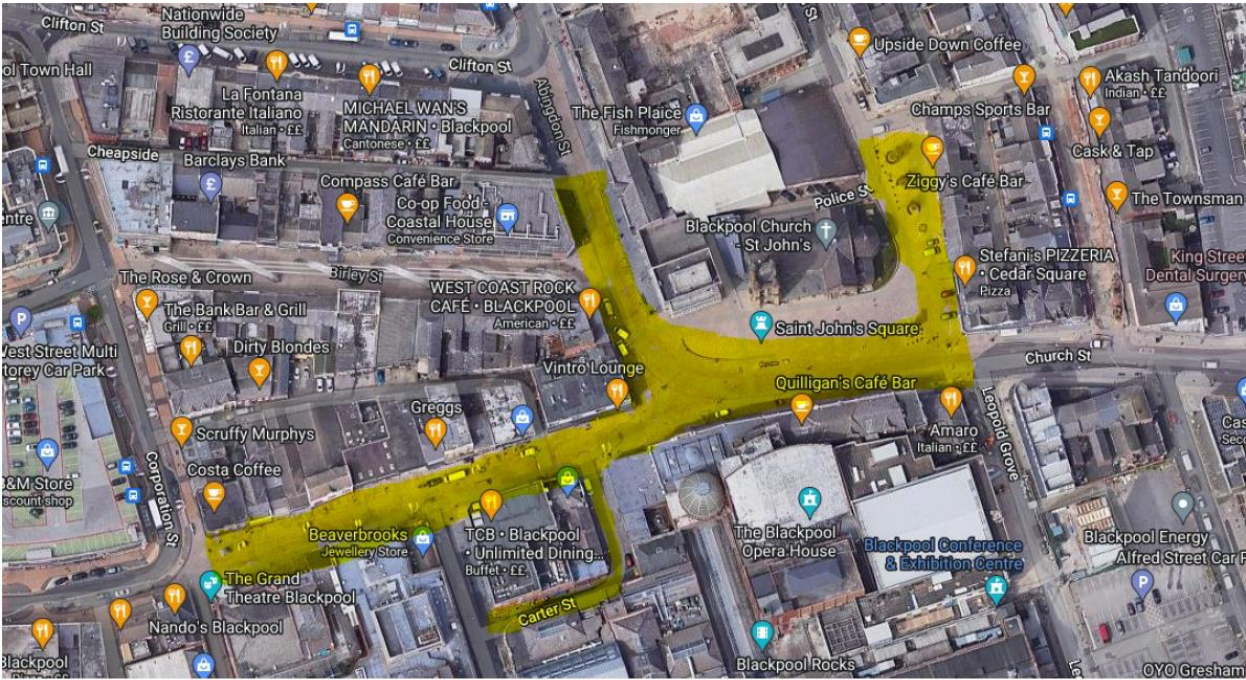 Clifton St
Nationwide
Building Society
Clifton St
ol Town Hall
La Fontana
Ristorante Italiano
Italian • ££
MICHAEL WAN'S
MANDARIN • Blackpool
Cantonese • ££
Abingdon St
The Fish Plaice
Fishmonger
St
Upside Down Coffee
Akash Tandoori
Indian • ££
Champs Sports Bar
Cask & Tap
Cheapside
Barclays Bank
Compass Café Bar
Co-op Food -
Coastal House
Convenience Store
Police St
Ziggy's Café Bar
The Townsman
entre
Blackpool Church
- St John's
Stefani's PIZZERIA
• Cedar Square
Pizza
King Street
Dental Surgery
Birley St
The Rose & Crown
The Bank Bar & Grill
Grill • ££
WEST COAST ROCK
CAFÉ • BLACKPOOL
American • ££
Saint John's Square
West Street Multi
torey Car Park
Dirty Blondes
Vintro Lounge
Church St
Quilligan's Café Bar
Greggs
Leopold Grove
Amaro
Italian • ££
Cas
Seco
Scruffy Murphys
Costa Coffee
B&M Store
iscount shop
Corporation St
Beaverbrooks
Jewellery Store
TCB • Blackpool
• Unlimited Dining...
Buffet • ££
The Blackpool
Opera House
Blackpool Conference
& Exhibition Centre
Blackpool Energy
Alfred Street Car P
The Grand
Theatre Blackpool
Carter St
Nando's Blackpool
Blackpool
Blackpool Rocks
Le
OYO Gresham